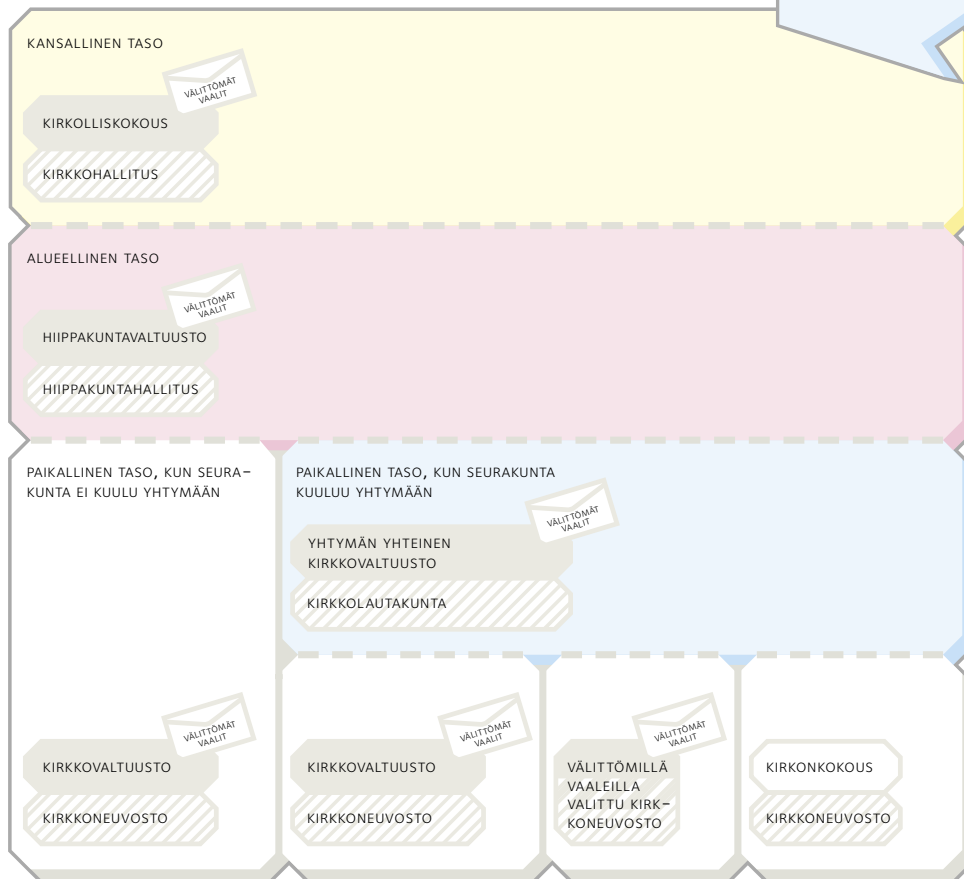 KANSALLINEN TASO
VÄLITTÖMÄT
VAALIT
KIRKOLLISKOKOUS
KIRKKOHALLITUS
ALUEELLINEN TASO
VÄLITTÖMÄT
VAALIT
HIIPPAKUNTAVALTUUSTO
HIIPPAKUNTAHALLITUS
PAIKALLINEN TASO, KUN SEURA–
KUNTA EI KUULU YHTYMÄÄN
PAIKALLINEN TASO, KUN SEURAKUNTA
KUULUU YHTYMÄÄN
VÄLITTÖMÄT
VAALIT
YHTYMÄN YHTEINEN
KIRKKOVALTUUSTO
KIRKKOLAUTAKUNTA
VÄLITTÖMÄT
VAALIT
KIRKKOVALTUUSTO
KIRKKONEUVOSTO
VÄLITTÖMÄT
VAALIT
KIRKKOVALTUUSTO
KIRKKONEUVOSTO
VÄLITTÖMÄT
VAALIT
VÄLITTÖMILLÄ
VAALEILLA
VALITTU KIRK–
KONEUVOSTO
KIRKONKOKOUS
KIRKKONEUVOSTO